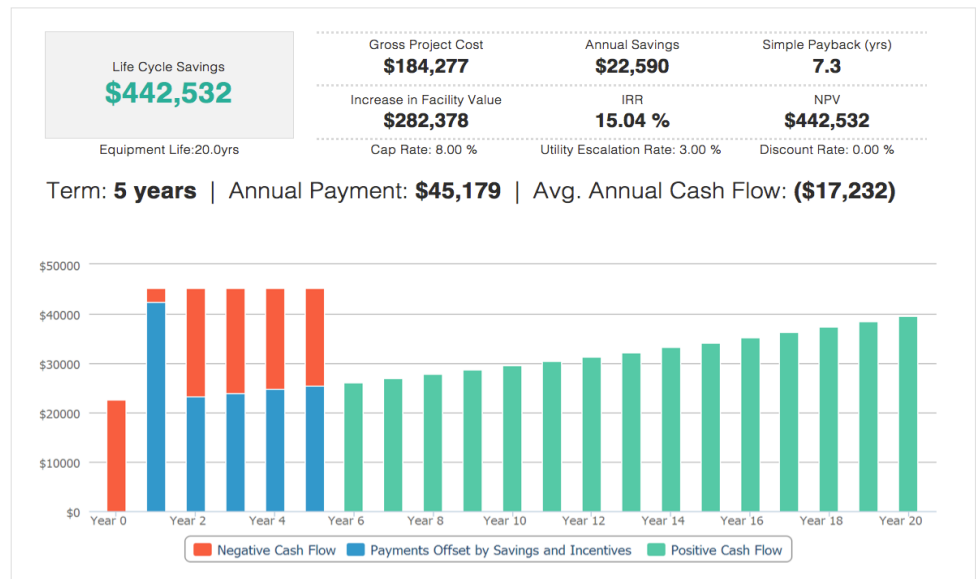 Life Cycle Savings
$442,532
Equipment Life:20.0yrs
Gross Project Cost
$184,277
Annual Savings
$22,590
Simple Payback (yrs)
7.3
Increase in Facility Value
$282,378
IRR
15.04 %
NPV
$442,532
Cap Rate: 8.00 %
Utility Escalation Rate: 3.00 %
Discount Rate: 0.00 %
Term: 5 years | Annual Payment: $45,179 | Avg. Annual Cash Flow: ($17,232)
$50000
$40000
$30000
$20000
$10000
$0
Year 0 Year 2 Year 4 Year 6 Year 8 Year 10 Year 12 Year 14 Year 16 Year 18 Year 20
Negative Cash Flow Payments Offset by Savings and Incentives Positive Cash Flow